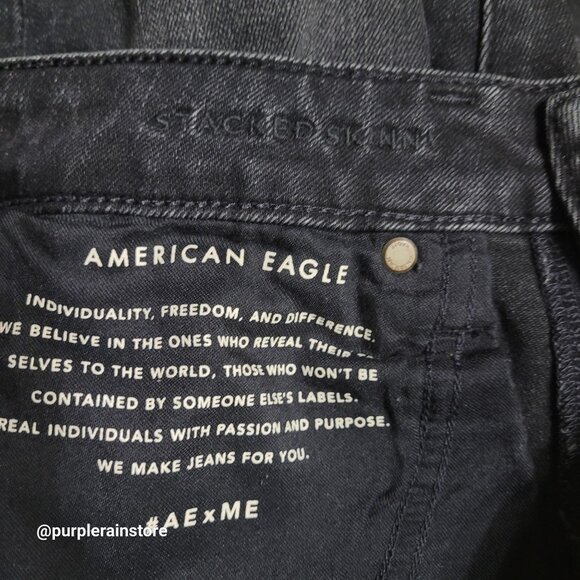 STACKED SKINNY
AMERICAN EAGLE
INDIVIDUALITY, FREEDOM, AND DIFFERENCE.
WE BELIEVE IN THE ONES WHO REVEAL THEIR
SELVES TO THE WORLD, THOSE WHO WON'T BE
CONTAINED BY SOMEONE ELSE'S LABELS.
REAL INDIVIDUALS WITH PASSION AND PURPOSE.
WE MAKE JEANS FOR YOU.
#AExME
@purplerainstore